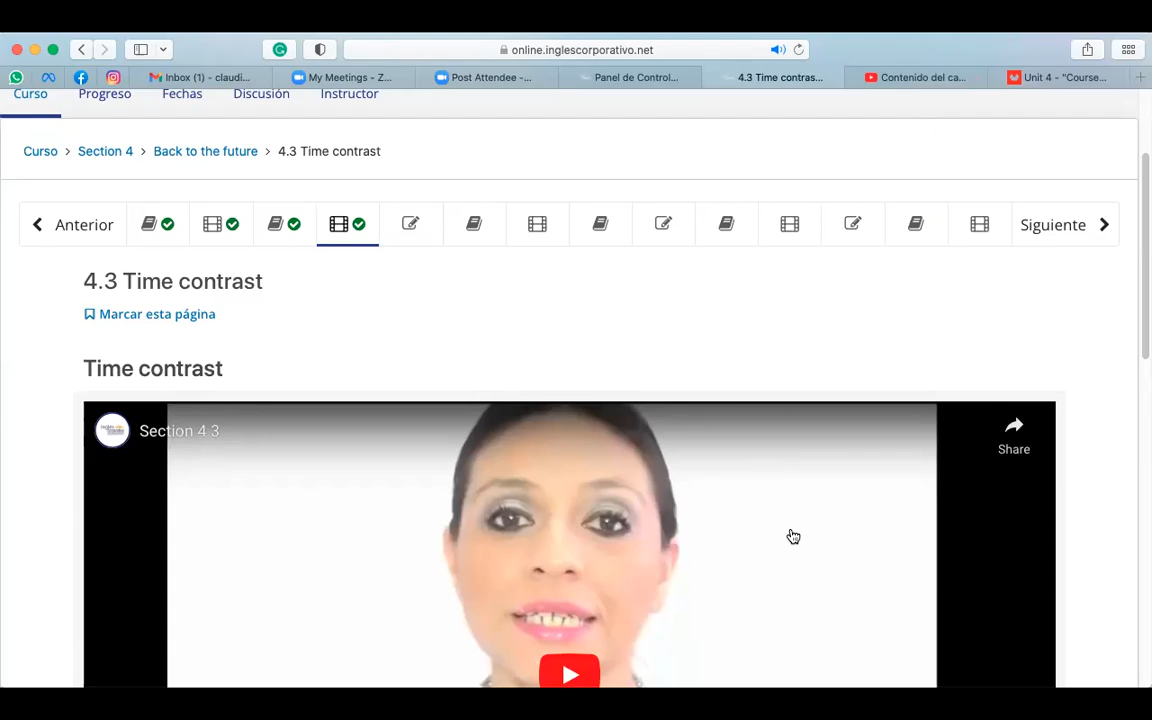 online.inglescorporativo.net
Inbox (1) – claudi...
My Meetings - Z...
Post Attendee -...
Panel de Control...
4.3 Time contras...
Contenido del ca...
Unit 4 - "Course...
Curso Progreso Fechas Discusión Instructor
Curso > Section 4 > Back to the future > 4.3 Time contrast
Anterior
Siguiente
4.3 Time contrast
Marcar esta página
Time contrast
Section 4 3
Share